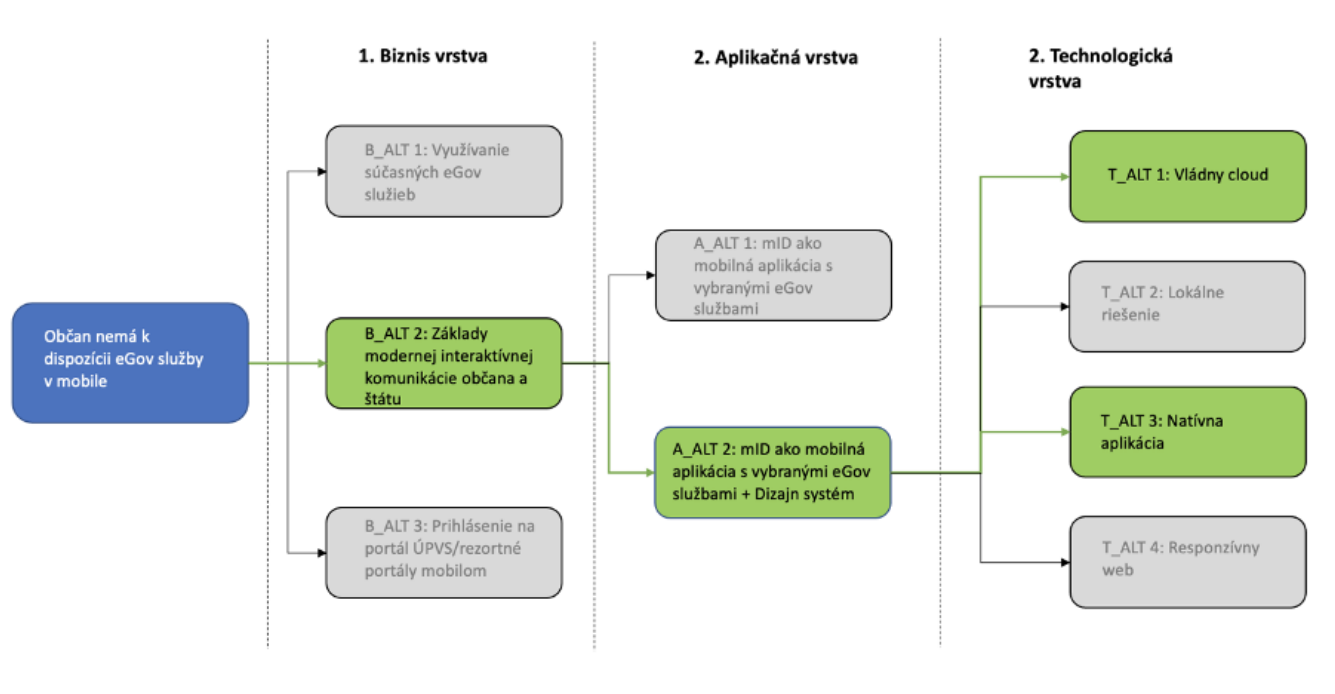 1. Biznis vrstva
2. Aplikačná vrstva
2. Technologická
vrstva
Občan nemá k
dispozícii eGov služby
v mobile
B_ALT 1: Využívanie
súčasných eGov
služieb
B_ALT 2: Základy
modernej interaktívnej
komunikácie občana a
štátu
B_ALT 3: Prihlásenie na
portál ÚPVS/rezortné
portály mobilom
A_ALT 1: mID ako
mobilná aplikácia s
vybranými eGov
službami
A_ALT 2: mID ako mobilná
aplikácia s vybranými eGov
službami + Dizajn systém
T_ALT 1: Vládny cloud
T_ALT 2: Lokálne
riešenie
T_ALT 3: Natívna
aplikácia
T_ALT 4: Responzívny
web